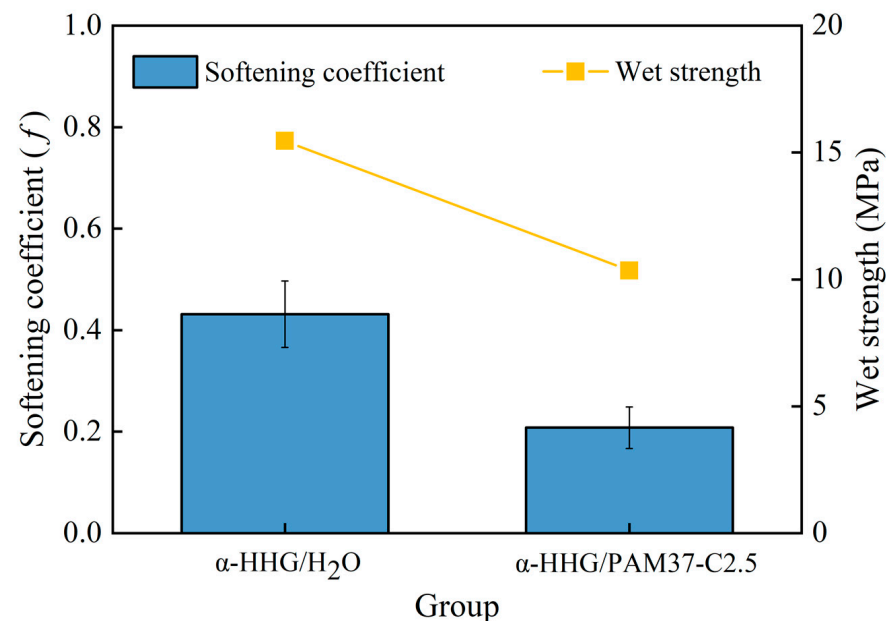 Softening coefficient
Wet strength
Softening coefficient (f)
1.0
0.8
0.6
0.4
0.2
0.0
20
15
10
5
0
Wet strength (MPa)
α-HHG/H₂O
α-HHG/PAM37-C2.5
Group